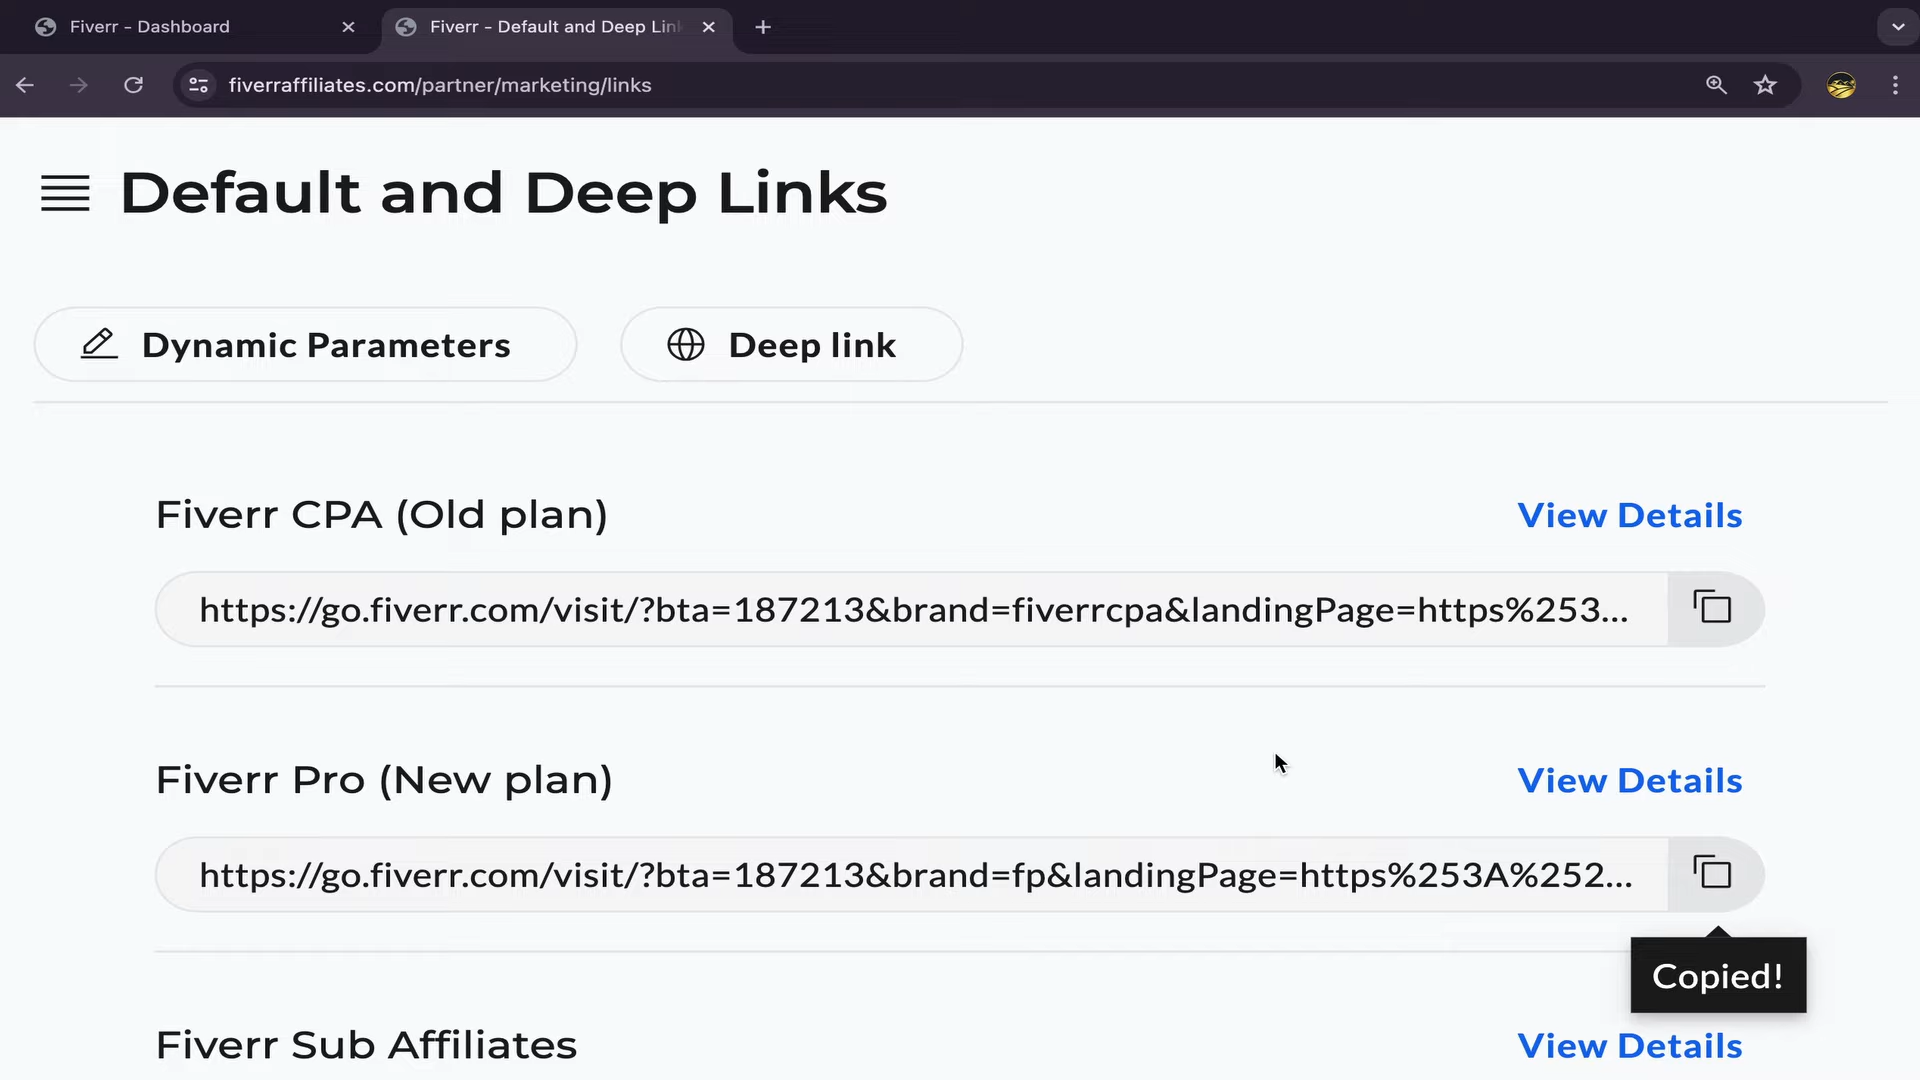 Fiverr - Dashboard
Fiverr - Default and Deep Lin
fiverraffiliates.com/partner/marketing/links
Default and Deep Links
Dynamic Parameters
Deep link
Fiverr CPA (Old plan)
View Details
https://go.fiverr.com/visit/?bta=187213&brand=fiverrcpa&landingPage=https%253...
Fiverr Pro (New plan)
View Details
https://go.fiverr.com/visit/?bta=187213&brand=fp&landingPage=https%253A%252...
Copied!
Fiverr Sub Affiliates
View Details